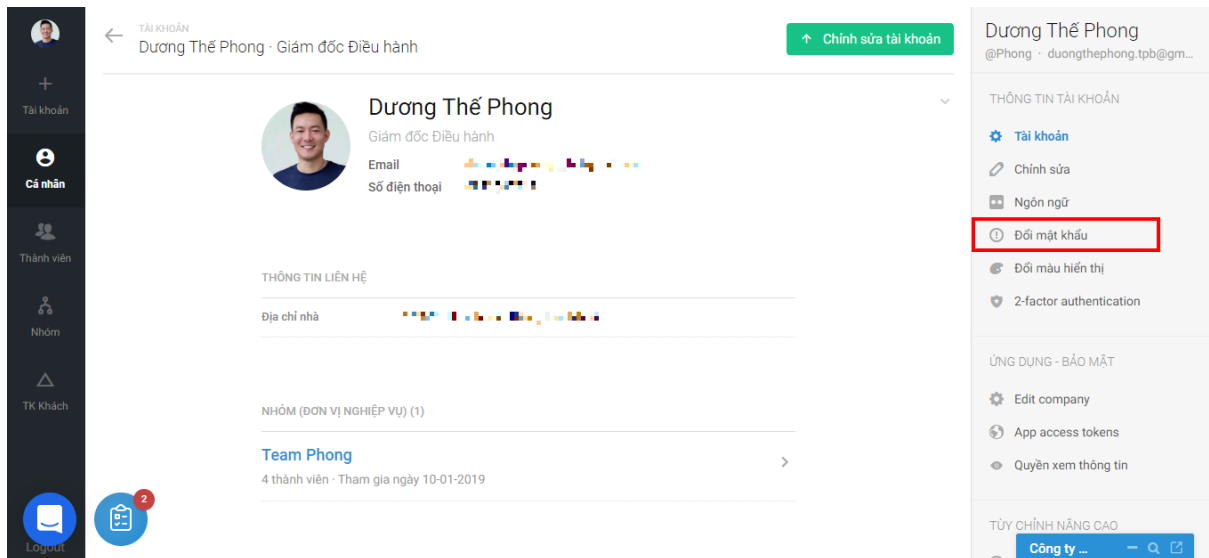 Tài khoản
Cá nhân
Thành viên
Nhóm
TK Khách
Logout
2
TÀI KHOẢN
Dương Thế Phong · Giám đốc Điều hành
Chỉnh sửa tài khoản
Dương Thế Phong
Giám đốc Điều hành
Email
Số điện thoại
THÔNG TIN LIÊN HỆ
Địa chỉ nhà
NHÓM (ĐƠN VỊ NGHIỆP VỤ) (1)
Team Phong
4 thành viên · Tham gia ngày 10-01-2019
Dương Thế Phong
@Phong · duongthephong.tpb@gm...
THÔNG TIN TÀI KHOẢN
Tài khoản
Chỉnh sửa
Ngôn ngữ
Đổi mật khẩu
Đổi màu hiển thị
2-factor authentication
ỨNG DỤNG - BẢO MẬT
Edit company
App access tokens
Quyền xem thông tin
TÙY CHỈNH NÂNG CAO
Công ty ...